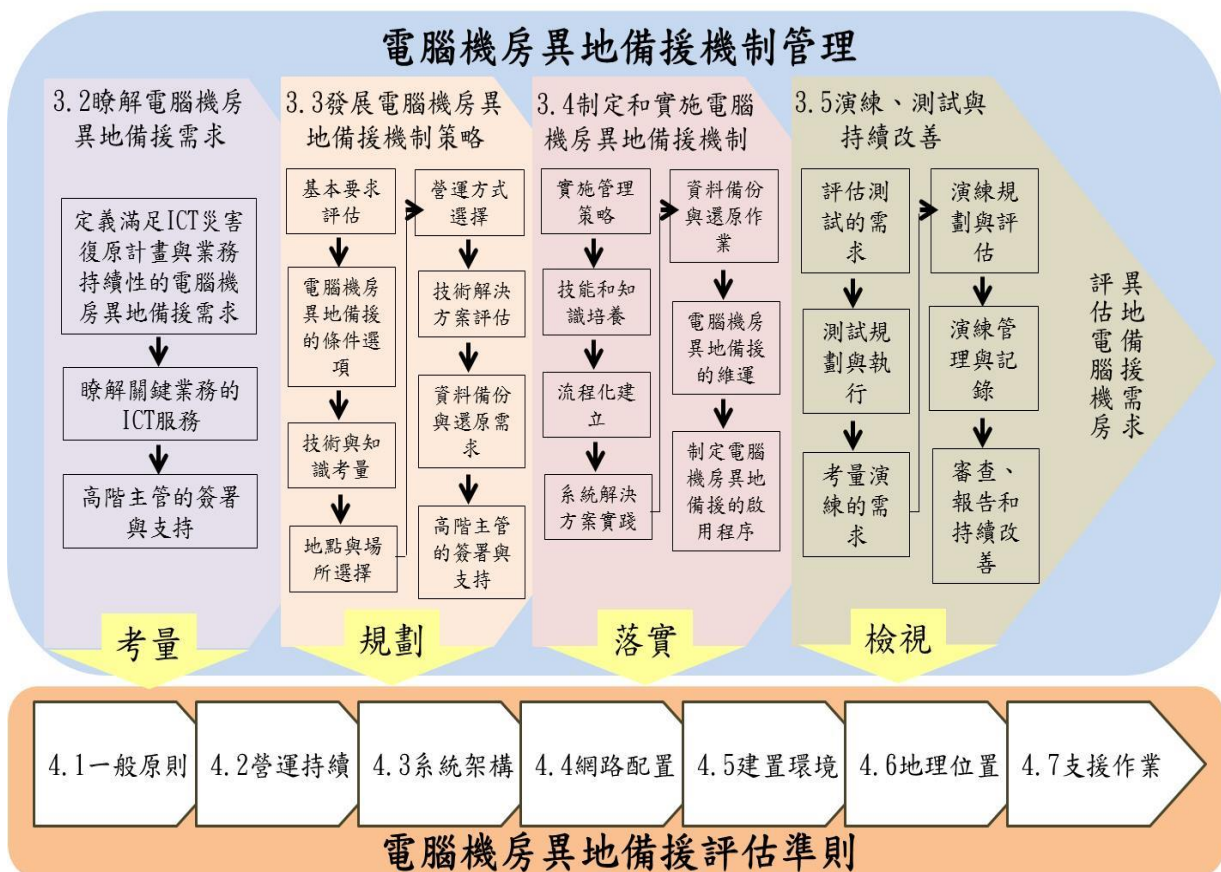 電腦機房異地備援機制管理
3.2瞭解電腦機房
異地備援需求
定義滿足ICT災害
復原計畫與業務
持續性的電腦機
房異地備援需求
瞭解關鍵業務的
ICT服務
高階主管的簽署
與支持
考量
3.3發展電腦機房異
地備援機制策略
基本要求
評估
電腦機房
異地備援
的條件選
項
技術與知
識考量
地點與場
所選擇
營運方式
選擇
技術解決
方案評估
資料備份
與還原需
求
高階主管
的簽署與
支持
規劃
3.4制定和實施電腦
機房異地備援機制
實施管理
策略
技能和知
識培養
流程化建
立
系統解決
方案實踐
資料備份
與還原作
業
電腦機房
異地備援
的維運
制定電腦
機房異地
備援的啟
用程序
落實
3.5演練、測試與
持續改善
評估測
試的需
求
測試規
劃與執
行
考量演
練的需
求
演練規
劃與評
估
演練管
理與記
錄
審查、
報告和
持續改
善
檢視
評估電腦機房
異地備援需求
4.1一般原則
4.2營運持續
4.3系統架構
4.4網路配置
4.5建置環境
4.6地理位置
4.7支援作業
電腦機房異地備援評估準則